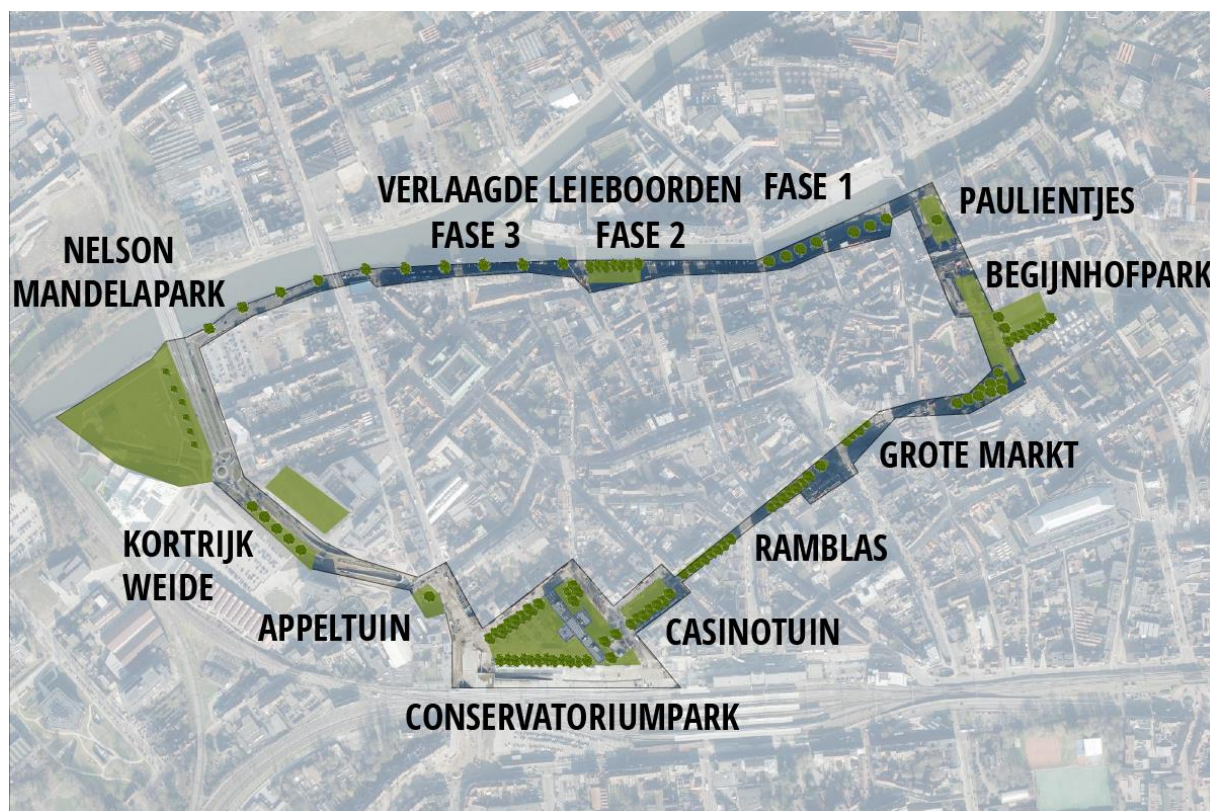 VERLAAGDE LEIEBOORDEN
FASE 3
FASE 2
FASE 1
PAULIENTJES
NELSON
MANDELAPARK
BEGIJNHOFPARK
GROTE MARKT
KORTRIJK
WEIDE
RAMBLAS
APPELTUIN
CASINOTUIN
CONSERVATORIUMPARK